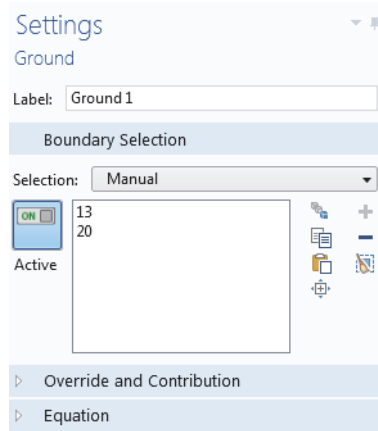 Settings
Ground
Label: Ground 1
Boundary Selection
Selection: Manual
ON
13
20
Active
Override and Contribution
Equation